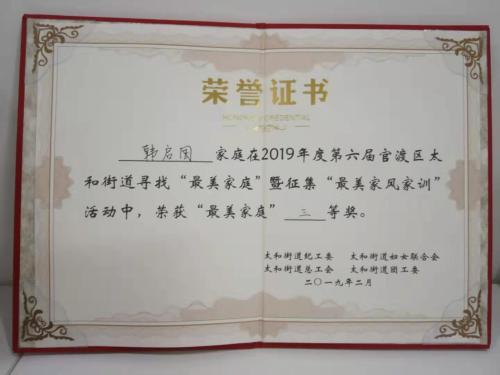 荣誉证书
HONORARY CREDENTIAL
韩启国 家庭在2019年度第六届官渡区太
和街道寻找“最美家庭”暨征集“最美家风家训”
活动中，荣获“最美家庭” 三 等奖。
太和街道纪工委 太和街道妇女联合会
太和街道总工会 太和街道团工委
二〇一九年二月